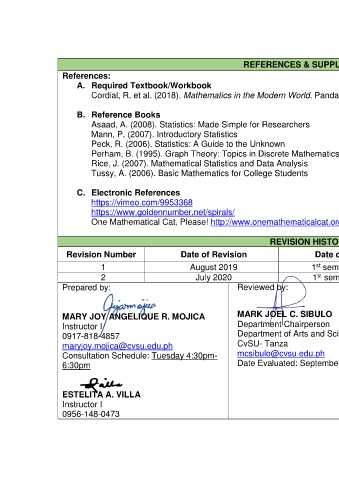 REFERENCES & SUPPL
References:
A. Required Textbook/Workbook
Cordial, R. et al. (2018). Mathematics in the Modern World. Panda
B. Reference Books
Asaad, A. (2008). Statistics: Made Simple for Researchers
Mann, P. (2007). Introductory Statistics
Peck, R. (2006). Statistics: A Guide to the Unknown
Perham, B. (1995). Graph Theory: Topics in Discrete Mathematics
Rice, J. (2007). Mathematical Statistics and Data Analysis
Tussy, A. (2006). Basic Mathematics for College Students
C. Electronic References
https://vimeo.com/9953368
https://www.goldennumber.net/spirals/
One Mathematical Cat, Please! http://www.onemathematicalcat.org
REVISION HISTO
Revision Number Date of Revision Date o
1 August 2019 1st sem
2 July 2020 1st sem
Prepared by:
MARY JOY ANGELIQUE R. MOJICA
Instructor I
0917-818-4857
maryjoy.mojica@cvsu.edu.ph
Consultation Schedule: Tuesday 4:30pm-
6:30pm
ESTELITA A. VILLA
Instructor I
0956-148-0473
Reviewed by:
MARK JOEL C. SIBULO
Department Chairperson
Department of Arts and Sci
CvSU- Tanza
mcsibulo@cvsu.edu.ph
Date Evaluated: Septembe